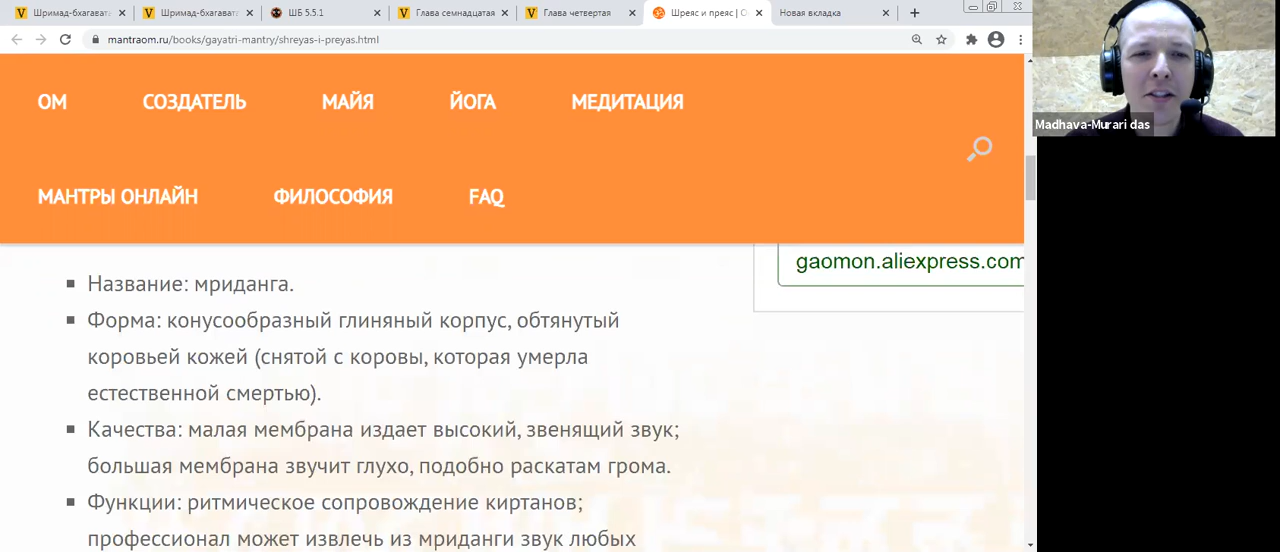 Шримад-бхагават
Шримад-бхагават
ШБ 5.5.1
Глава семнадцатая
Глава четвертая
Шреяс и преяс | О
Новая вкладка
mantraom.ru/books/gayatri-mantry/shreyas-i-preyas.html
Madhava-Murari das
ОМ СОЗДАТЕЛЬ МАЙЯ ЙОГА МЕДИТАЦИЯ
МАНТРЫ ОНЛАЙН ФИЛОСОФИЯ FAQ
gaomon.aliexpress.com
Название: мриданга.
Форма: конусообразный глиняный корпус, обтянутый
коровьей кожей (снятой с коровы, которая умерла
естественной смертью).
Качества: малая мембрана издает высокий, звенящий звук;
большая мембрана звучит глухо, подобно раскатам грома.
Функции: ритмическое сопровождение киртанов;
профессионал может извлечь из мриданги звук любых